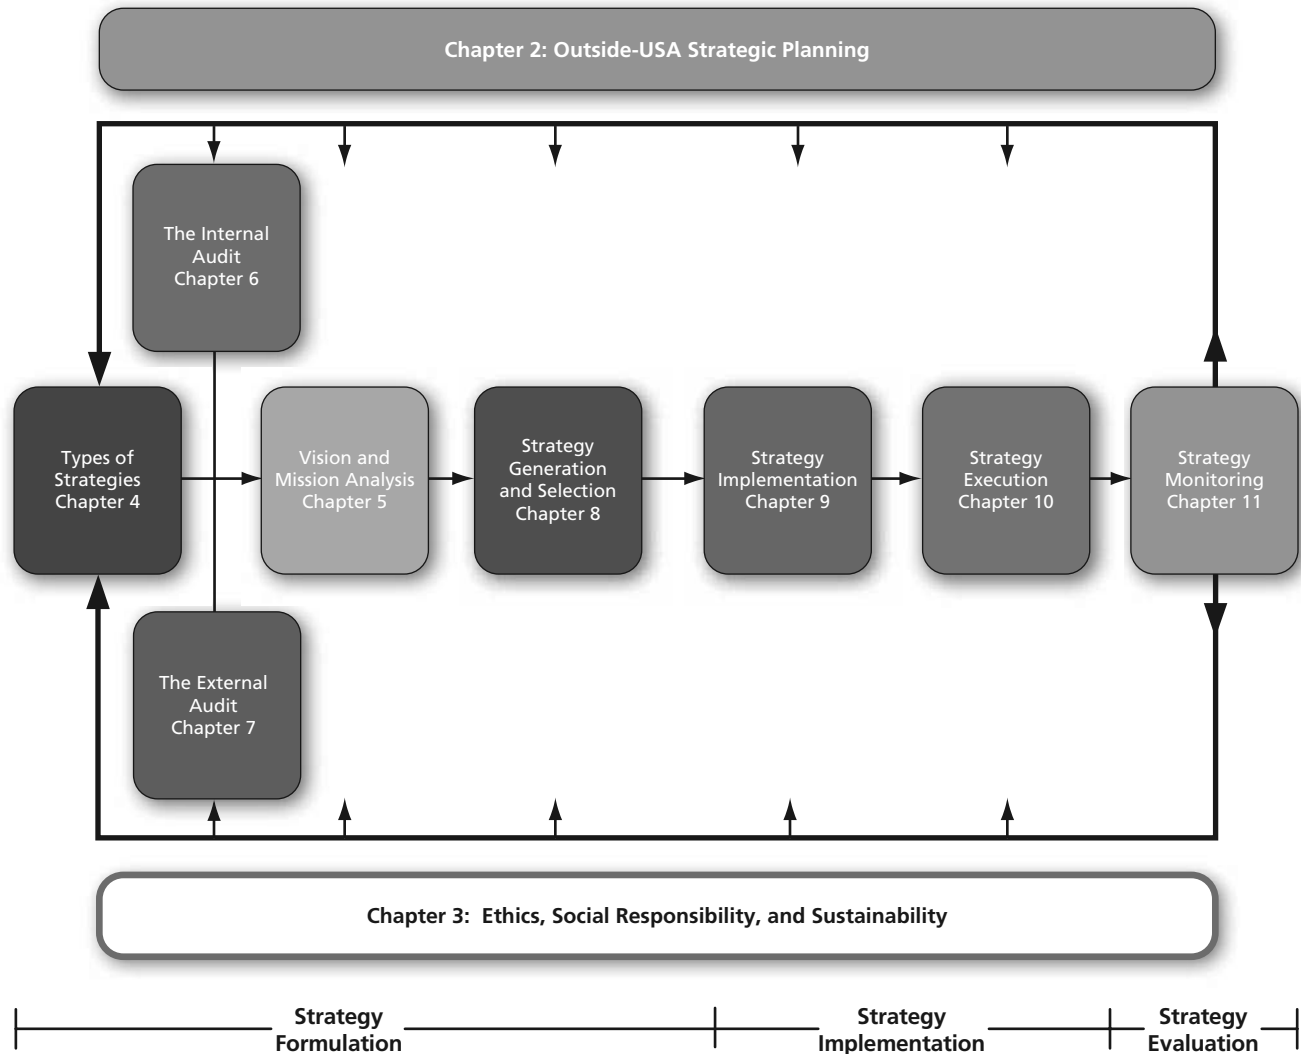 Chapter 2: Outside-USA Strategic Planning
The Internal
Audit
Chapter 6
Types of
Strategies
Chapter 4
Vision and
Mission Analysis
Chapter 5
Strategy
Generation
and Selection
Chapter 8
Strategy
Implementation
Chapter 9
Strategy
Execution
Chapter 10
Strategy
Monitoring
Chapter 11
The External
Audit
Chapter 7
Chapter 3: Ethics, Social Responsibility, and Sustainability
Strategy
Formulation
Strategy
Implementation
Strategy
Evaluation